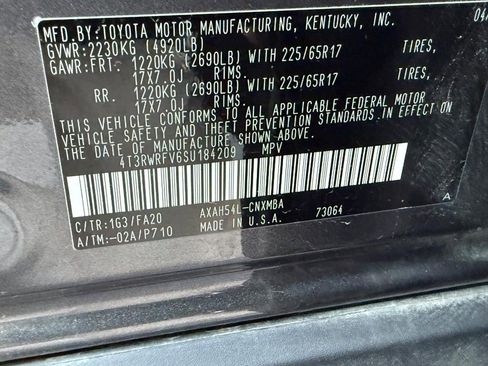 MFD.BY:TOYOTA MOTOR MANUFACTURING, KENTUCKY, INC. 04/
GVWR:2230KG (4920LB)
GAWR:FRT. 1220KG (2690LB) WITH 225/65R17 TIRES,
17X7.0J RIMS.
RR. 1220KG (2690LB) WITH 225/65R17 TIRES,
17X7.0J RIMS.
THIS VEHICLE CONFORMS TO ALL APPLICABLE FEDERAL MOTOR
VEHICLE SAFETY AND THEFT PREVENTION STANDARDS IN EFFECT
ON THE DATE OF MANUFACTURE SHOWN ABOVE.
4T3RWRFV6SU184209 MPV
C/TR:1G3/FA20 AXAH54L-CNXMBA A
A/TM:-02A/P710 MADE IN U.S.A. 73064